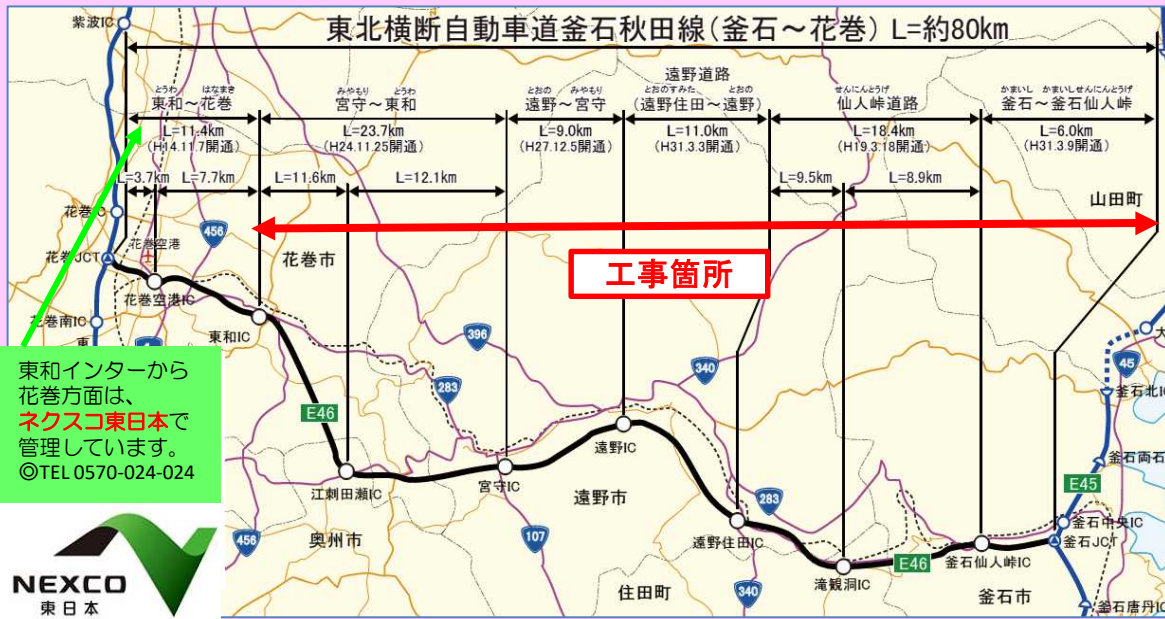 紫波IC
東北横断自動車道釜石秋田線(釜石～花巻) L=約80km
とうわ はなまき
東和～花巻
L=11.4km
(H14.11.7開通)
みやもり とうわ
宮守～東和
L=23.7km
(H24.11.25開通)
とおの みやもり
遠野～宮守
L=9.0km
(H27.12.5開通)
遠野道路
とおのすみた とおの
(遠野住田～遠野)
L=11.0km
(H31.3.3開通)
せんにんとうげ
仙人峠道路
L=18.4km
(H19.3.18開通)
かまいし かまいしせんにんとうげ
釜石～釜石仙人峠
L=6.0km
(H31.3.9開通)
L=3.7km
L=7.7km
L=11.6km
L=12.1km
L=9.5km
L=8.9km
山田町
花巻IC
456
花巻空港
花巻JCT
花巻市
工事箇所
花巻空港IC
花巻南IC
東和IC
396
340
45
大
283
釜石北IC
E46
東和インターから
花巻方面は、
ネクスコ東日本で
管理しています。
◎TEL 0570-024-024
遠野IC
釜石両石
江刺田瀬IC
宮守IC
遠野市
283
E45
456
奥州市
107
遠野住田IC
釜石中央IC
釜石JCT
E46
釜石仙人峠IC
滝観洞IC
住田町
340
釜石市
釜石唐丹IC
NEXCO
東日本